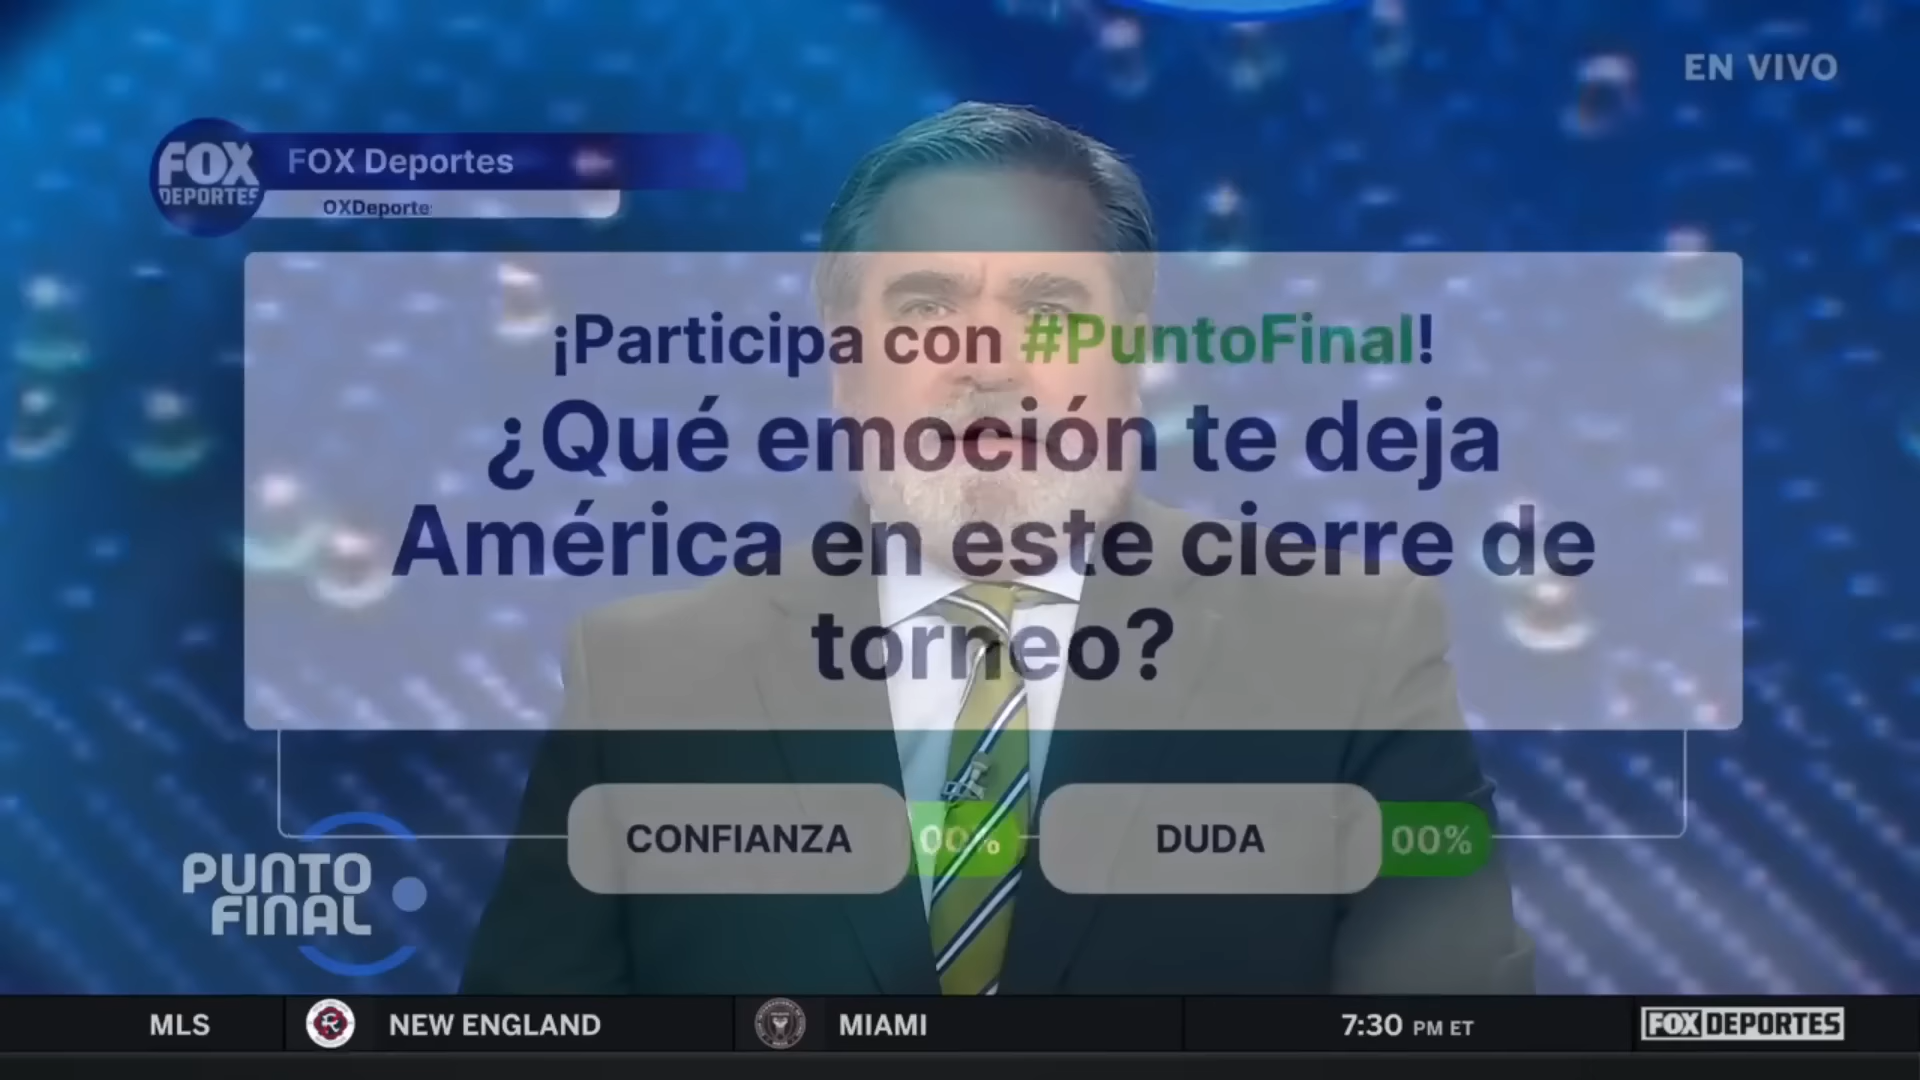 EN VIVO
FOX
DEPORTES
FOX Deportes
OXDeporte
¡Participa con #PuntoFinal!
¿Qué emoción te deja
América en este cierre de
torneo?
CONFIANZA 00% DUDA 00%
PUNTO
FINAL
MLS NEW ENGLAND MIAMI 7:30 PM ET FOX DEPORTES